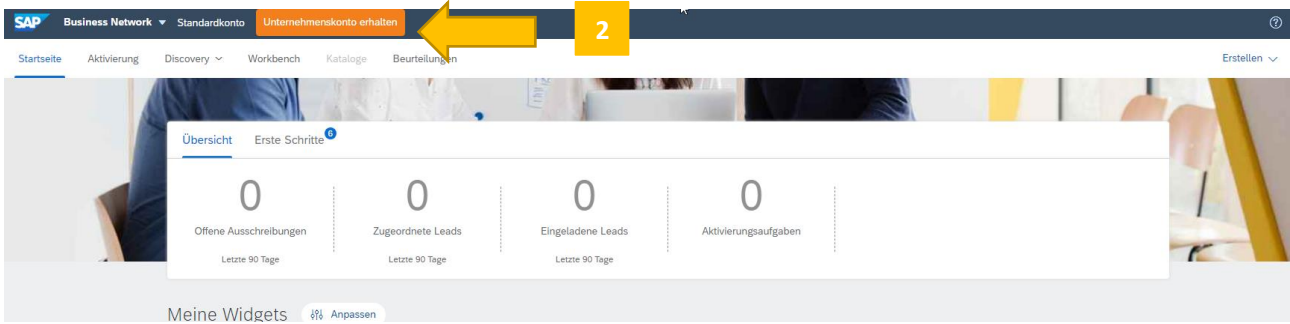 SAP Business Network Standardkonto Unternehmenskonto erhalten 2
Startseite Aktivierung Discovery Workbench Kataloge Beurteilungen Erstellen
Übersicht Erste Schritte 6
0 0 0 0
Offene Ausschreibungen Zugeordnete Leads Eingeladene Leads Aktivierungsaufgaben
Letzte 90 Tage Letzte 90 Tage Letzte 90 Tage
Meine Widgets Anpassen